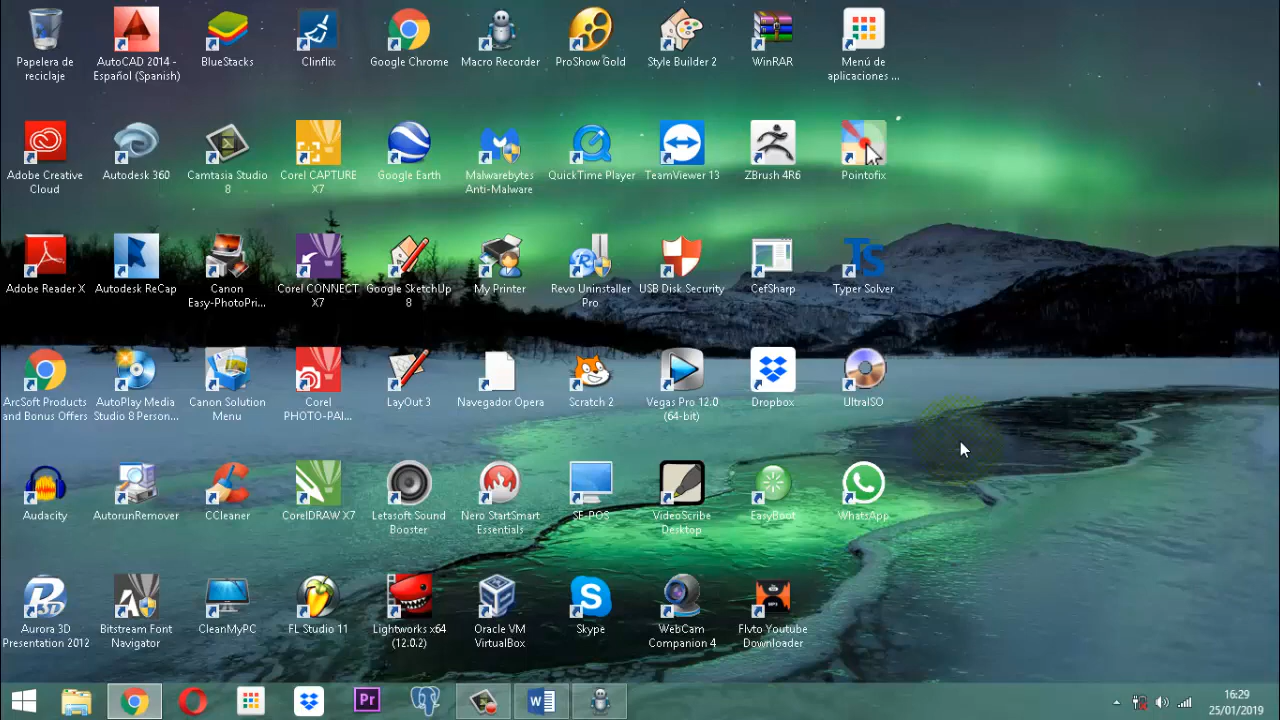 Papelera de
reciclaje
AutoCAD 2014 -
Español (Spanish)
BlueStacks
Clinflix
Google Chrome
Macro Recorder
ProShow Gold
Style Builder 2
WinRAR
Menú de
aplicaciones ...
Adobe Creative
Cloud
Autodesk 360
Camtasia Studio
8
Corel CAPTURE
X7
Google Earth
Malwarebytes
Anti-Malware
QuickTime Player
TeamViewer 13
ZBrush 4R6
Pointofix
Adobe Reader X
Autodesk ReCap
Canon
Easy-PhotoPri...
Corel CONNECT
X7
Google SketchUp
8
My Printer
Revo Uninstaller
Pro
USB Disk Security
CefSharp
Ts
Typer Solver
ArcSoft Products
and Bonus Offers
AutoPlay Media
Studio 8 Person...
Canon Solution
Menu
Corel
PHOTO-PAI...
LayOut 3
Navegador Opera
Scratch 2
Vegas Pro 12.0
(64-bit)
Dropbox
UltraISO
Audacity
AutorunRemover
CCleaner
CorelDRAW X7
Letasoft Sound
Booster
Nero StartSmart
Essentials
SE-POS
VideoScribe
Desktop
EasyBoot
WhatsApp
Aurora 3D
Presentation 2012
Bitstream Font
Navigator
CleanMyPC
FL Studio 11
Lightworks x64
(12.0.2)
Oracle VM
VirtualBox
Skype
WebCam
Companion 4
Flvto Youtube
Downloader
Pr
W
16:29
25/01/2019